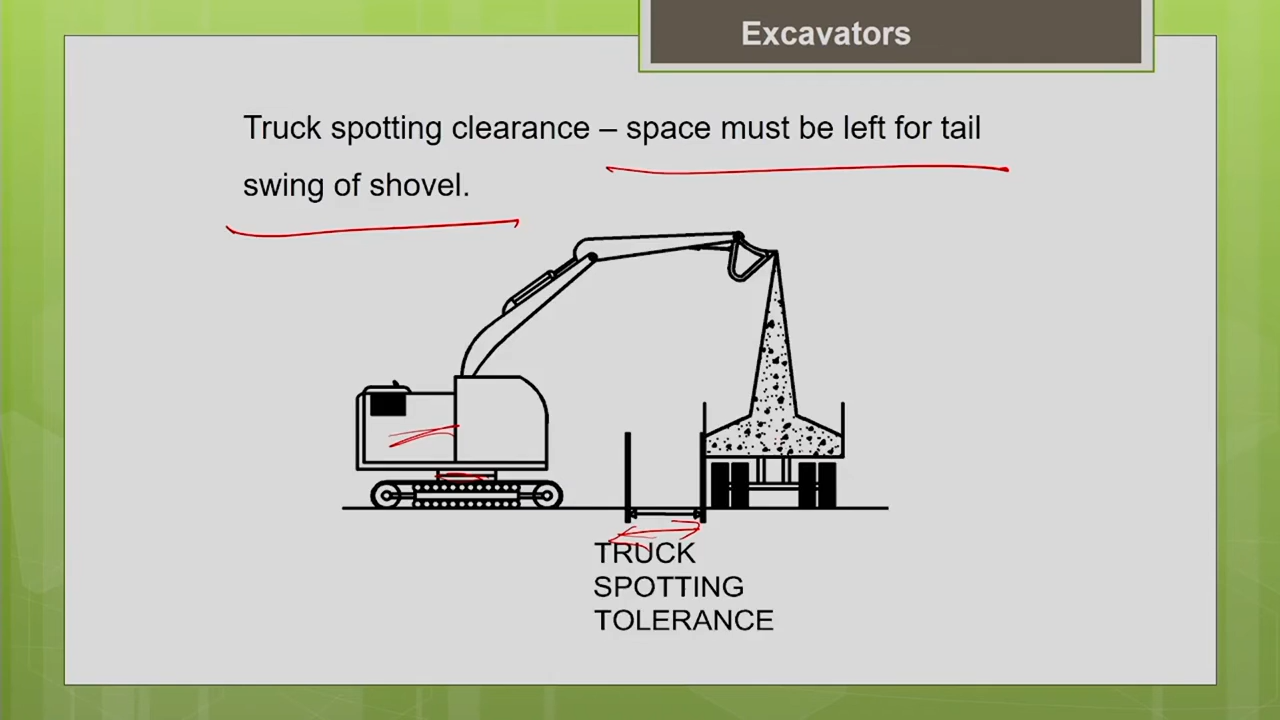 Excavators
Truck spotting clearance – space must be left for tail
swing of shovel.
TRUCK
SPOTTING
TOLERANCE